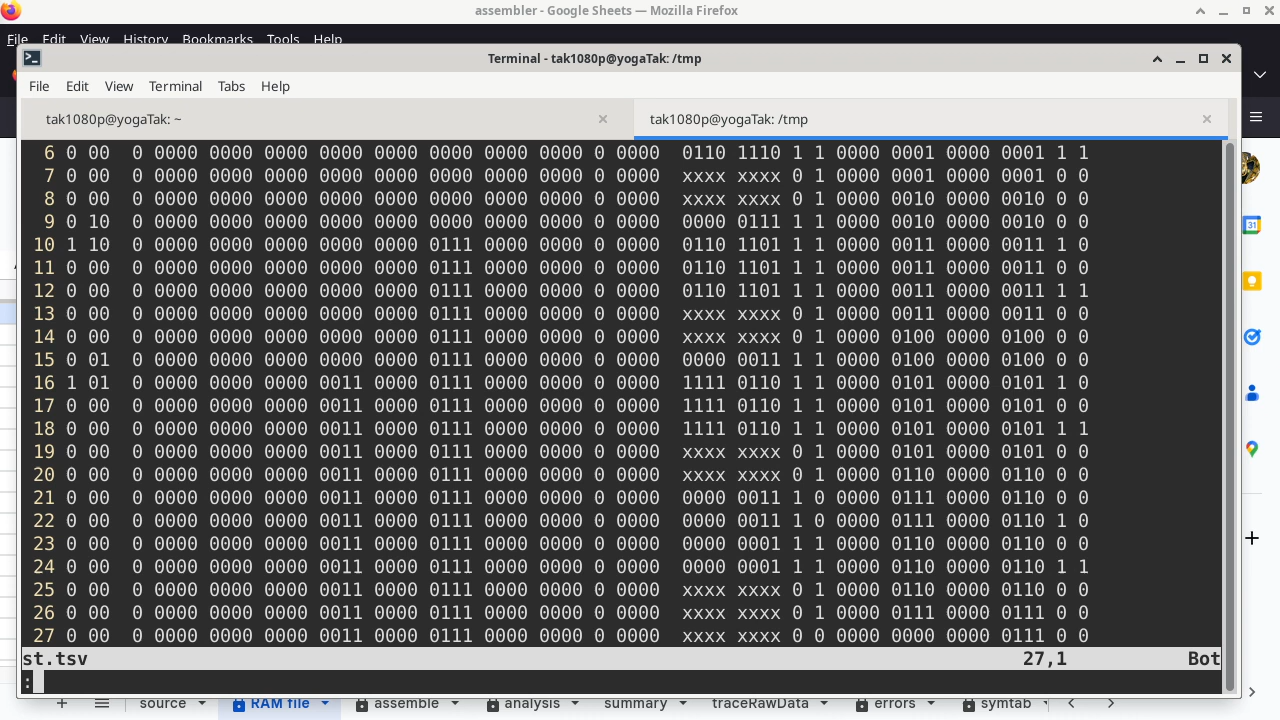 assembler - Google Sheets — Mozilla Firefox
File Edit View History Bookmarks Tools Help
Terminal - tak1080p@yogaTak: /tmp
File Edit View Terminal Tabs Help
tak1080p@yogaTak: ~ × tak1080p@yogaTak: /tmp ×
6 0 00  0 0000 0000 0000 0000 0000 0000 0000 0000 0 0000  0110 1110 1 1 0000 0001 0000 0001 1 1
7 0 00  0 0000 0000 0000 0000 0000 0000 0000 0000 0 0000  xxxx xxxx 0 1 0000 0001 0000 0001 0 0
8 0 00  0 0000 0000 0000 0000 0000 0000 0000 0000 0 0000  xxxx xxxx 0 1 0000 0010 0000 0010 0 0
9 0 10  0 0000 0000 0000 0000 0000 0000 0000 0000 0 0000  0000 0111 1 1 0000 0010 0000 0010 0 0
10 1 10  0 0000 0000 0000 0000 0000 0111 0000 0000 0 0000  0110 1101 1 1 0000 0011 0000 0011 1 0
11 0 00  0 0000 0000 0000 0000 0000 0111 0000 0000 0 0000  0110 1101 1 1 0000 0011 0000 0011 0 0
12 0 00  0 0000 0000 0000 0000 0000 0111 0000 0000 0 0000  0110 1101 1 1 0000 0011 0000 0011 1 1
13 0 00  0 0000 0000 0000 0000 0000 0111 0000 0000 0 0000  xxxx xxxx 0 1 0000 0011 0000 0011 0 0
14 0 00  0 0000 0000 0000 0000 0000 0111 0000 0000 0 0000  xxxx xxxx 0 1 0000 0100 0000 0100 0 0
15 0 01  0 0000 0000 0000 0000 0000 0111 0000 0000 0 0000  0000 0011 1 1 0000 0100 0000 0100 0 0
16 1 01  0 0000 0000 0000 0011 0000 0111 0000 0000 0 0000  1111 0110 1 1 0000 0101 0000 0101 1 0
17 0 00  0 0000 0000 0000 0011 0000 0111 0000 0000 0 0000  1111 0110 1 1 0000 0101 0000 0101 0 0
18 0 00  0 0000 0000 0000 0011 0000 0111 0000 0000 0 0000  1111 0110 1 1 0000 0101 0000 0101 1 1
19 0 00  0 0000 0000 0000 0011 0000 0111 0000 0000 0 0000  xxxx xxxx 0 1 0000 0101 0000 0101 0 0
20 0 00  0 0000 0000 0000 0011 0000 0111 0000 0000 0 0000  xxxx xxxx 0 1 0000 0110 0000 0110 0 0
21 0 00  0 0000 0000 0000 0011 0000 0111 0000 0000 0 0000  0000 0011 1 0 0000 0111 0000 0110 0 0
22 0 00  0 0000 0000 0000 0011 0000 0111 0000 0000 0 0000  0000 0011 1 0 0000 0111 0000 0110 1 0
23 0 00  0 0000 0000 0000 0011 0000 0111 0000 0000 0 0000  0000 0001 1 1 0000 0110 0000 0110 0 0
24 0 00  0 0000 0000 0000 0011 0000 0111 0000 0000 0 0000  0000 0001 1 1 0000 0110 0000 0110 1 1
25 0 00  0 0000 0000 0000 0011 0000 0111 0000 0000 0 0000  xxxx xxxx 0 1 0000 0110 0000 0110 0 0
26 0 00  0 0000 0000 0000 0011 0000 0111 0000 0000 0 0000  xxxx xxxx 0 1 0000 0111 0000 0111 0 0
27 0 00  0 0000 0000 0000 0011 0000 0111 0000 0000 0 0000  xxxx xxxx 0 0 0000 0000 0000 0111 0 0
st.tsv 27,1 Bot
:
source RAM file assemble analysis summary traceRawData errors symtab
31